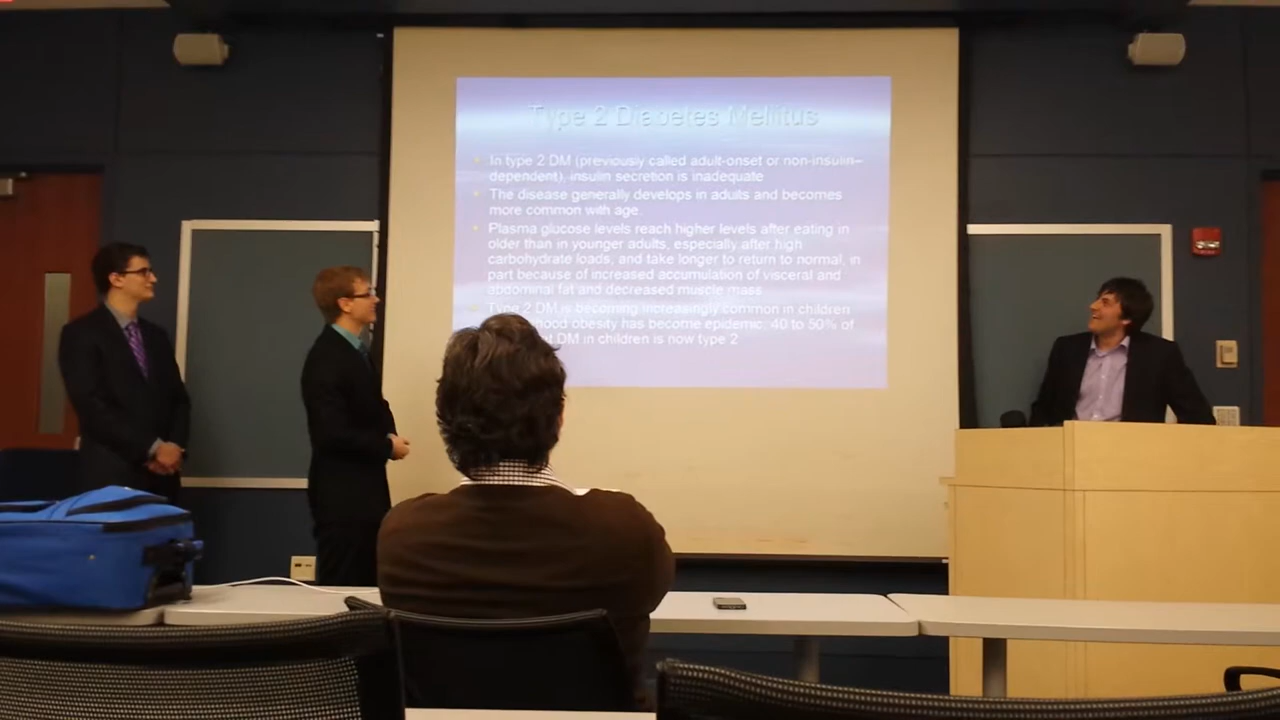 Type 2 Diabetes Mellitus
In type 2 DM (previously called adult-onset or non-insulin–
dependent), insulin secretion is inadequate
The disease generally develops in adults and becomes
more common with age.
Plasma glucose levels reach higher levels after eating in
older than in younger adults, especially after high
carbohydrate loads, and take longer to return to normal, in
part because of increased accumulation of visceral and
abdominal fat and decreased muscle mass.
Type 2 DM is becoming increasingly common in children
hood obesity has become epidemic: 40 to 50% of
DM in children is now type 2